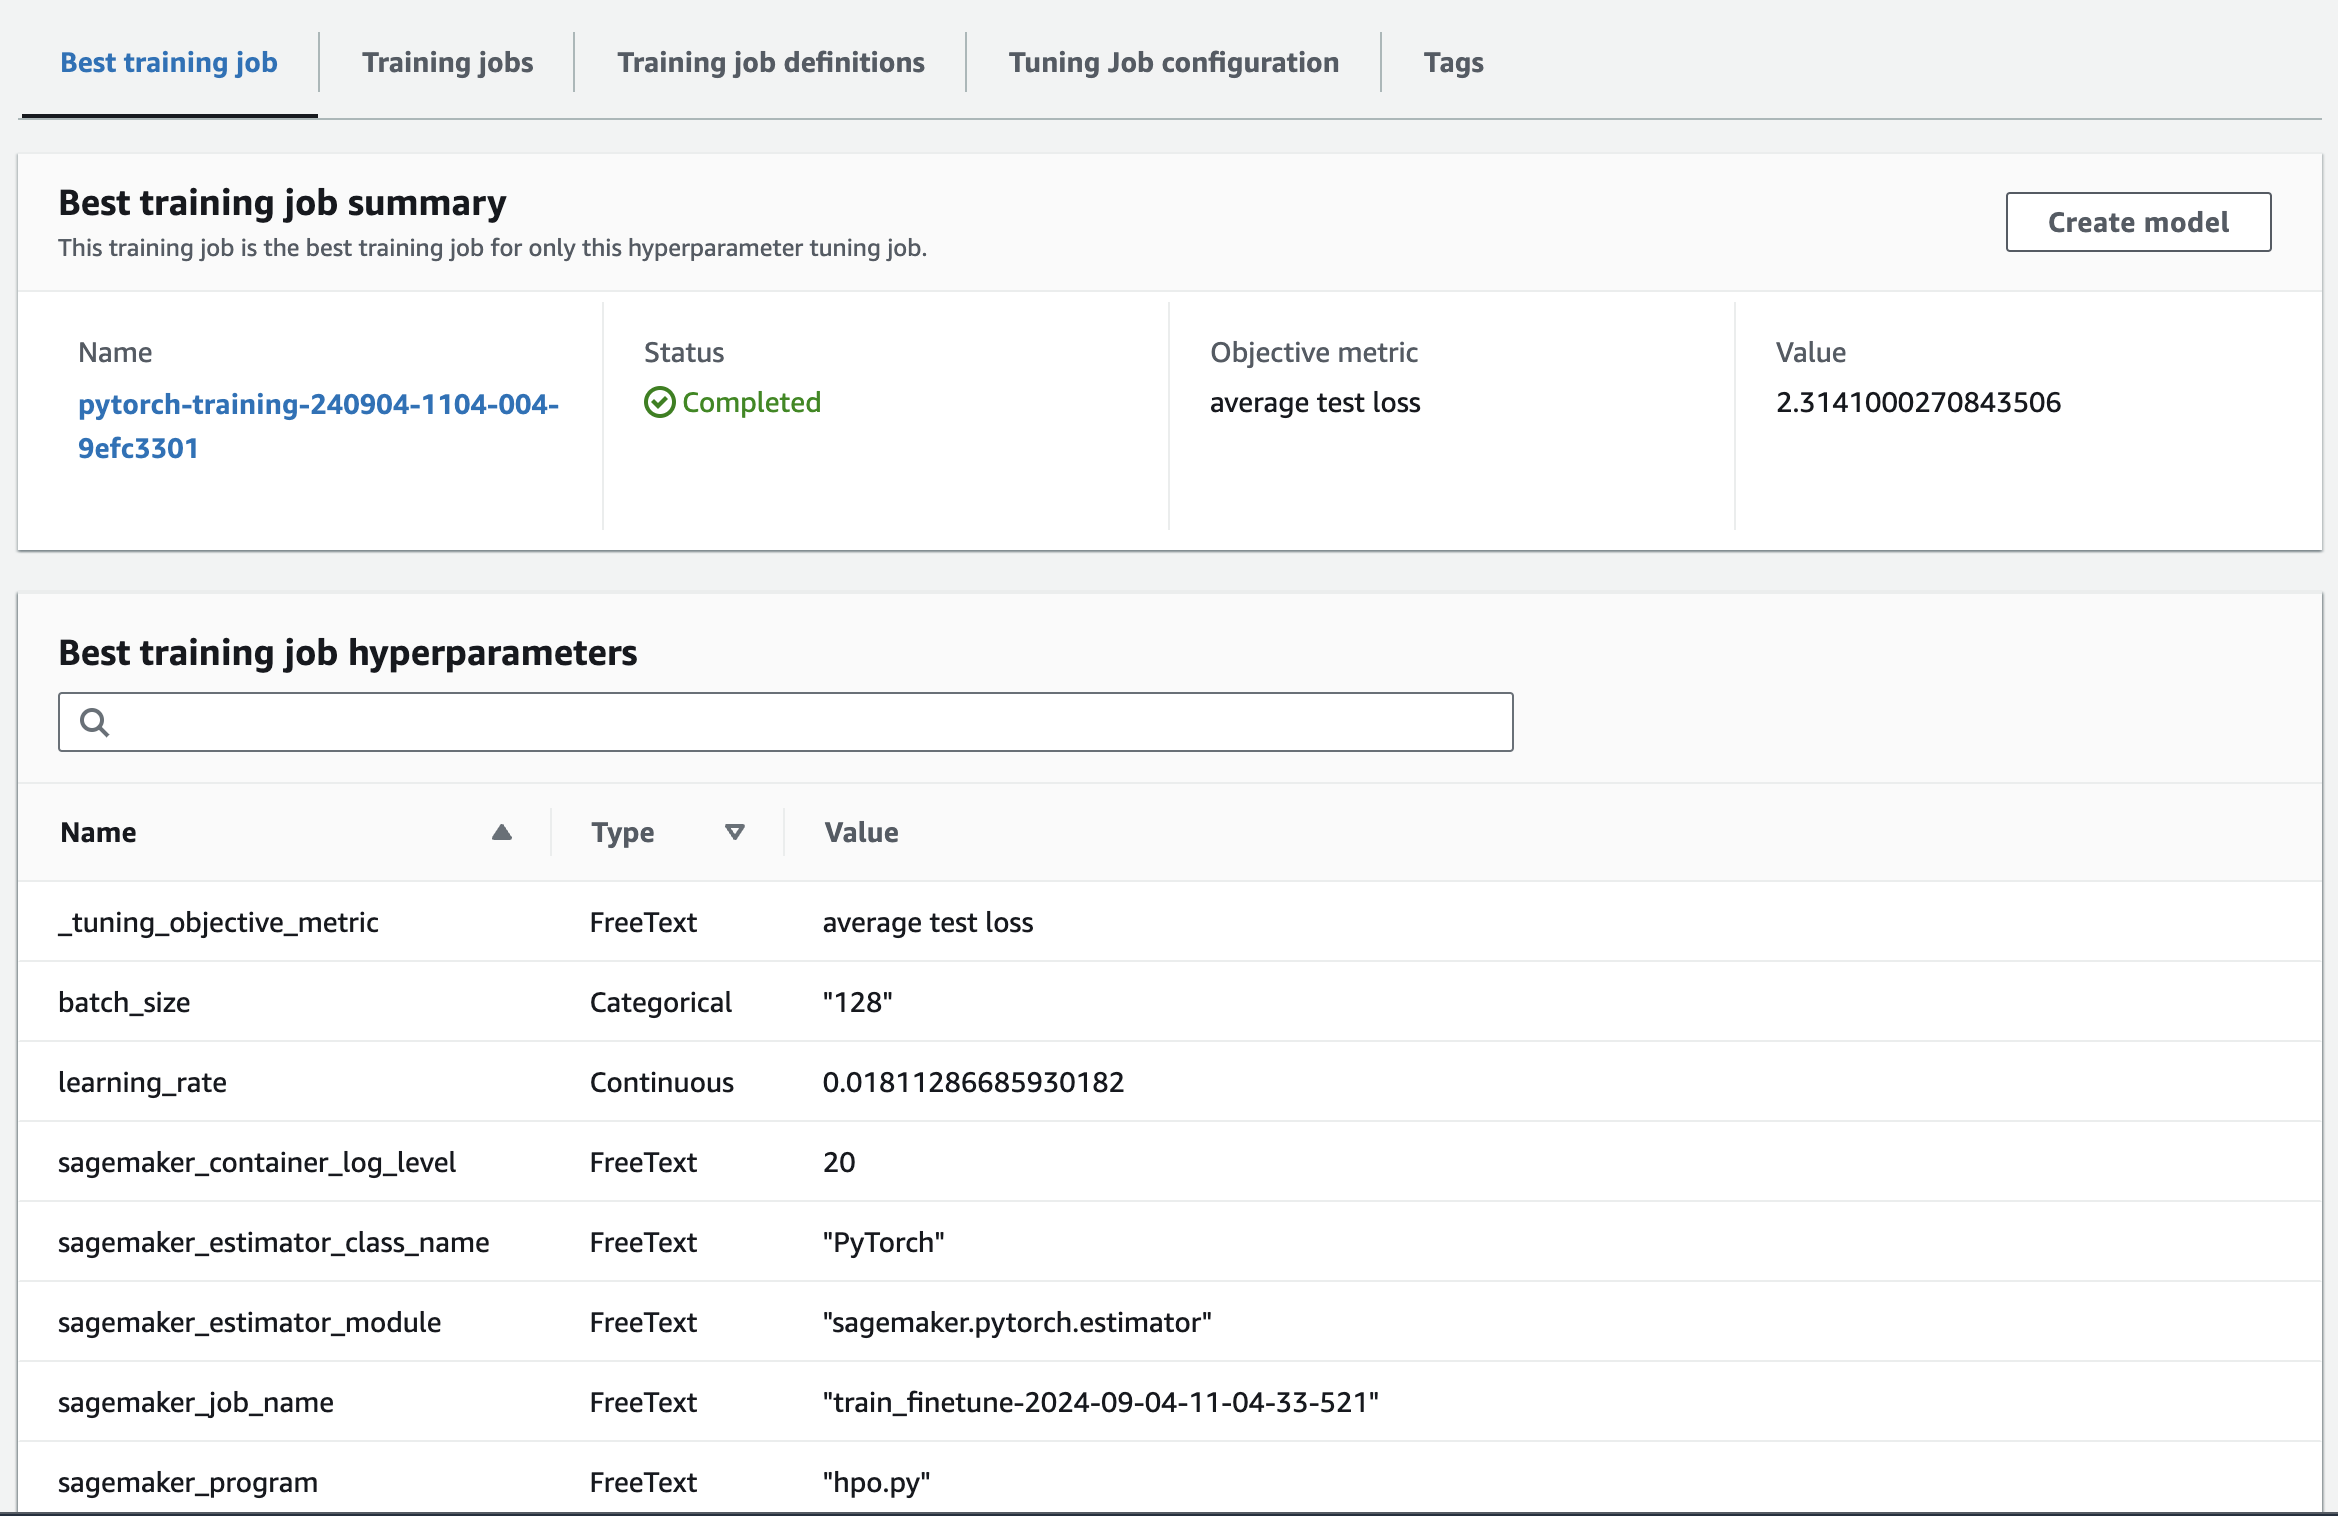 Best training job
Training jobs
Training job definitions
Tuning Job configuration
Tags
Best training job summary
This training job is the best training job for only this hyperparameter tuning job.
Create model
Name
pytorch-training-240904-1104-004-
9efc3301
Status
Completed
Objective metric
average test loss
Value
2.3141000270843506
Best training job hyperparameters
Name Type Value
_tuning_objective_metric FreeText average test loss
batch_size Categorical "128"
learning_rate Continuous 0.01811286685930182
sagemaker_container_log_level FreeText 20
sagemaker_estimator_class_name FreeText "PyTorch"
sagemaker_estimator_module FreeText "sagemaker.pytorch.estimator"
sagemaker_job_name FreeText "train_finetune-2024-09-04-11-04-33-521"
sagemaker_program FreeText "hpo.py"